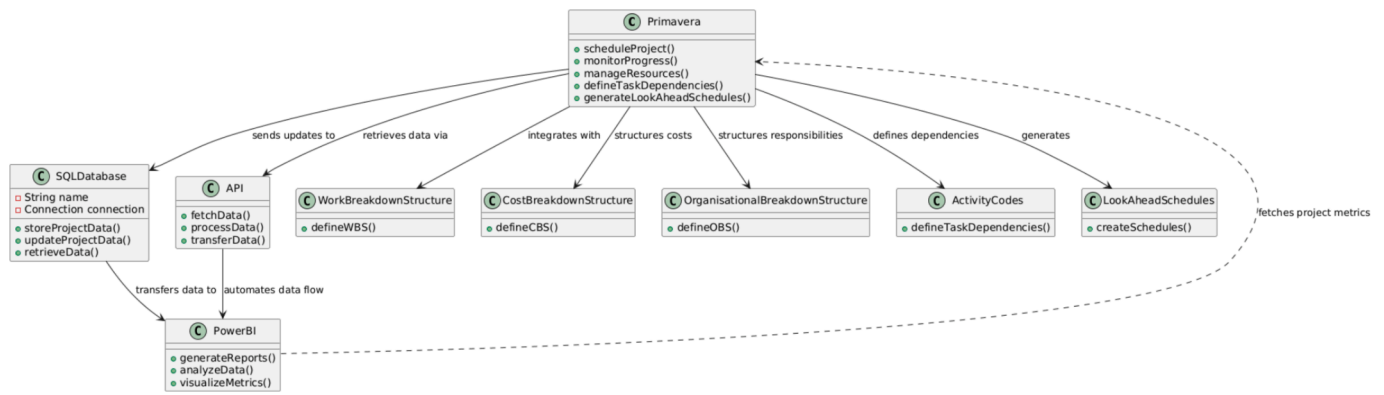 C Primavera
scheduleProject()
monitorProgress()
manageResources()
defineTaskDependencies()
generateLookAheadSchedules()
sends updates to
retrieves data via
integrates with
structures costs
structures responsibilities
defines dependencies
generates
C SQLDatabase
String name
Connection connection
storeProjectData()
updateProjectData()
retrieveData()
C API
fetchData()
processData()
transferData()
C WorkBreakdownStructure
defineWBS()
C CostBreakdownStructure
defineCBS()
C OrganisationalBreakdownStructure
defineOBS()
C ActivityCodes
defineTaskDependencies()
C LookAheadSchedules
createSchedules()
fetches project metrics
transfers data to
automates data flow
C PowerBI
generateReports()
analyzeData()
visualizeMetrics()